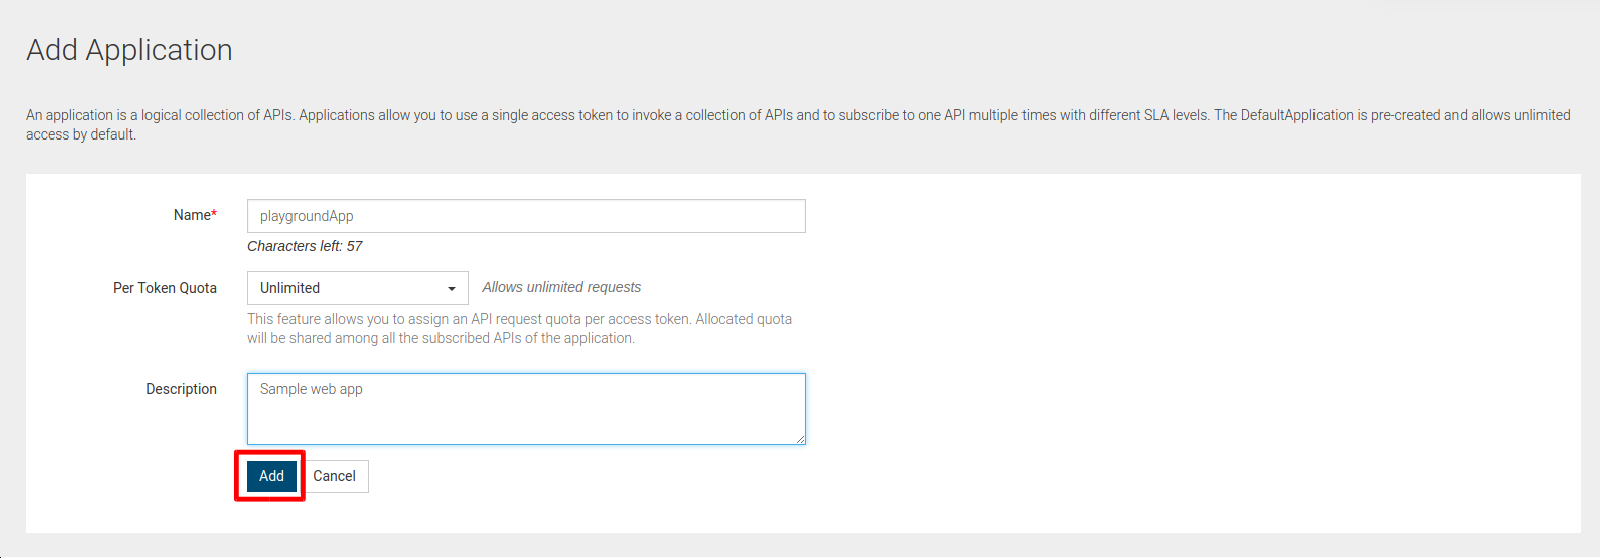 Add Application
An application is a logical collection of APIs. Applications allow you to use a single access token to invoke a collection of APIs and to subscribe to one API multiple times with different SLA levels. The DefaultApplication is pre-created and allows unlimited
access by default.
Name* playgroundApp
Characters left: 57
Per Token Quota Unlimited Allows unlimited requests
This feature allows you to assign an API request quota per access token. Allocated quota
will be shared among all the subscribed APIs of the application.
Description Sample web app
Add Cancel